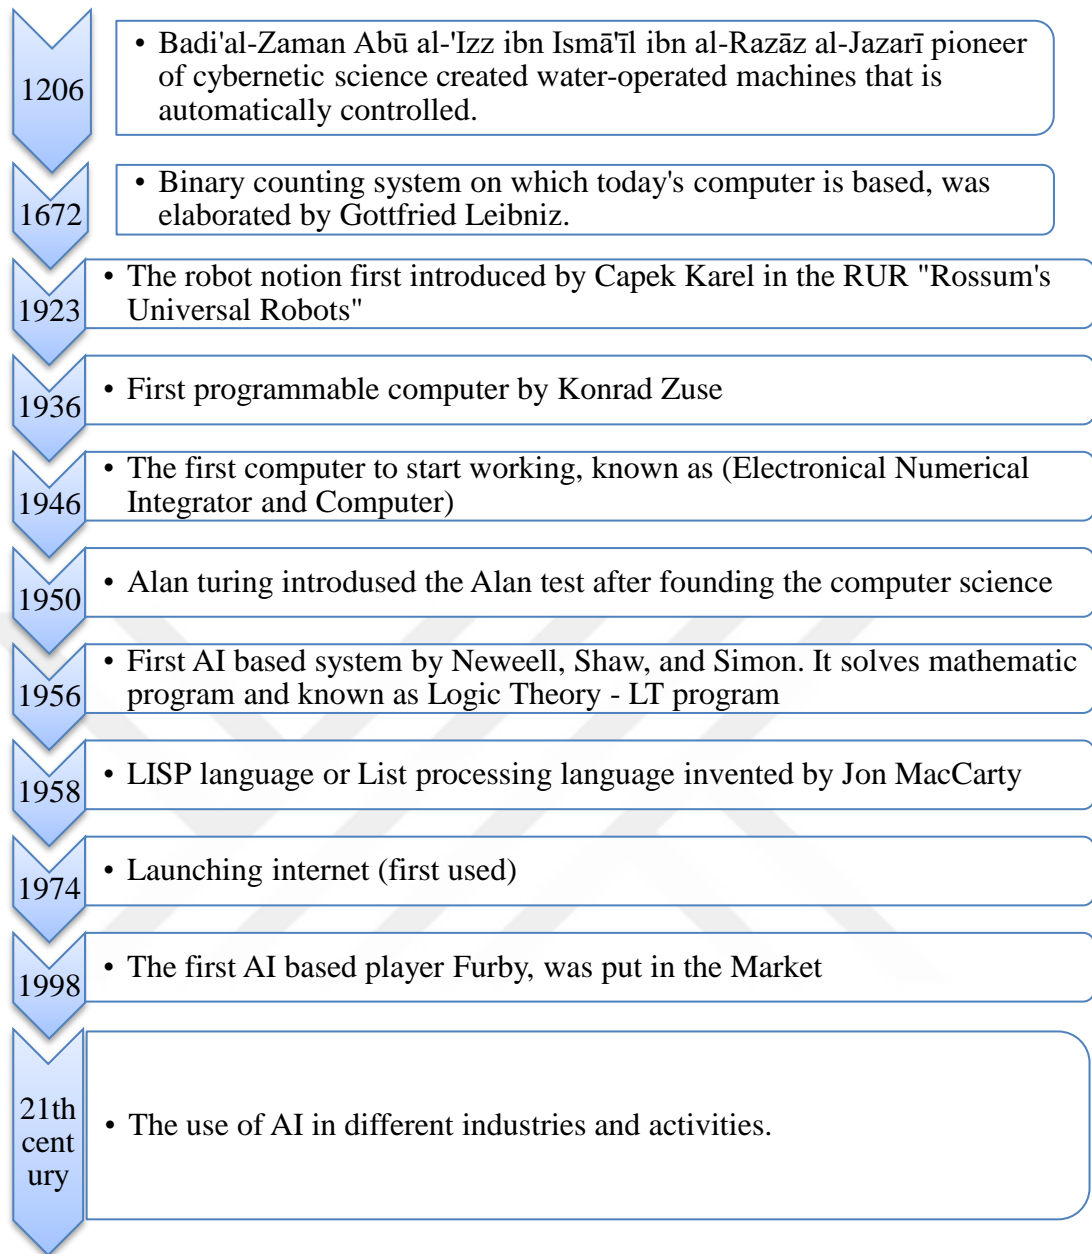 1206
• Badi'al-Zaman Abū al-'Izz ibn Ismā'īl ibn al-Razāz al-Jazarī pioneer
of cybernetic science created water-operated machines that is
automatically controlled.
1672
• Binary counting system on which today's computer is based, was
elaborated by Gottfried Leibniz.
1923
• The robot notion first introduced by Capek Karel in the RUR "Rossum's
Universal Robots"
1936
• First programmable computer by Konrad Zuse
1946
• The first computer to start working, known as (Electronical Numerical
Integrator and Computer)
1950
• Alan turing introdused the Alan test after founding the computer science
1956
• First AI based system by Neweell, Shaw, and Simon. It solves mathematic
program and known as Logic Theory - LT program
1958
• LISP language or List processing language invented by Jon MacCarty
1974
• Launching internet (first used)
1998
• The first AI based player Furby, was put in the Market
21th
cent
ury
• The use of AI in different industries and activities.